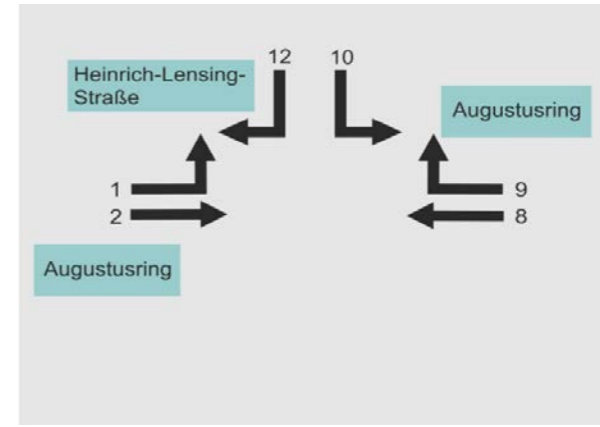 12 10
Heinrich-Lensing-
Straße
Augustusring
1
9
2
8
Augustusring